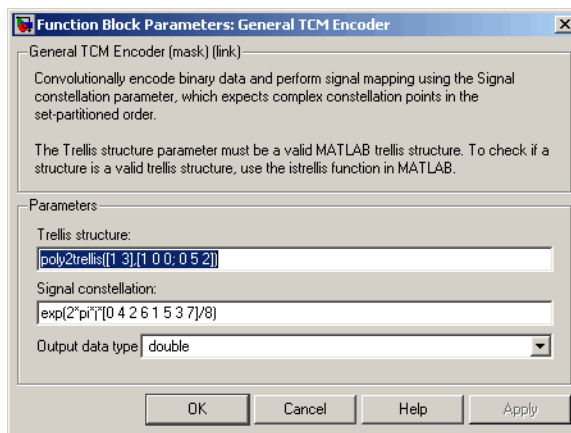 Function Block Parameters: General TCM Encoder
General TCM Encoder (mask) (link)
Convolutionally encode binary data and perform signal mapping using the Signal
constellation parameter, which expects complex constellation points in the
set-partitioned order.
The Trellis structure parameter must be a valid MATLAB trellis structure. To check if a
structure is a valid trellis structure, use the istrellis function in MATLAB.
Parameters
Trellis structure:
poly2trellis([1 3],[1 0 0; 0 5 2])
Signal constellation:
exp(2*pi*j*[0 4 2 6 1 5 3 7]/8)
Output data type double
OK Cancel Help Apply